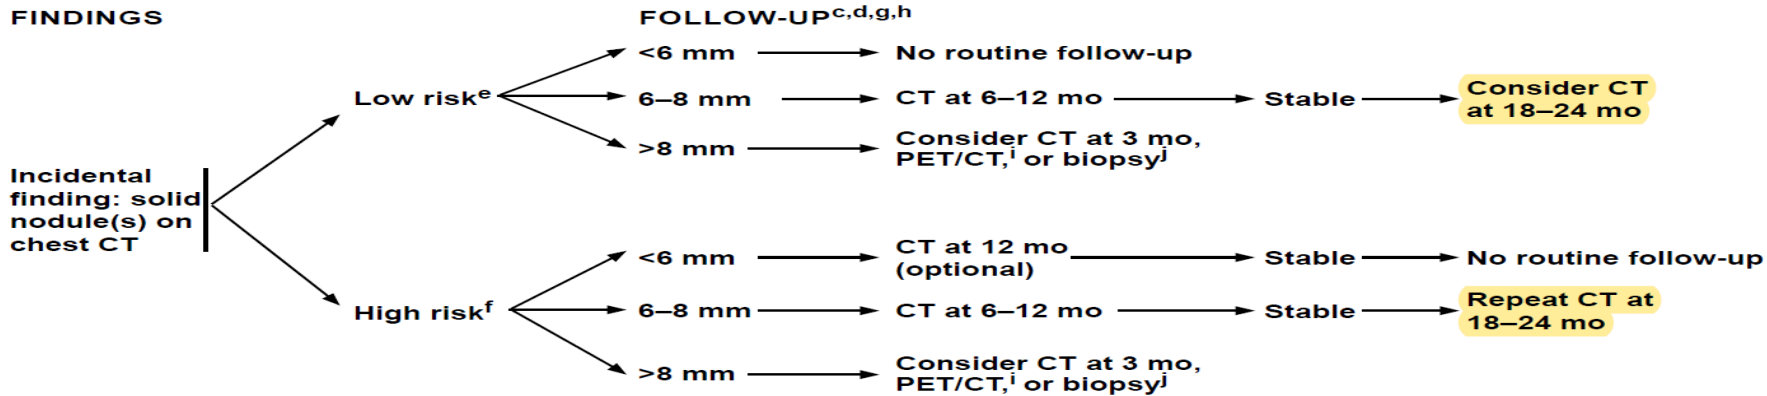 FINDINGS
FOLLOW-UPc,d,g,h
<6 mm
No routine follow-up
Low riske
6–8 mm
CT at 6–12 mo
Stable
Consider CT
at 18–24 mo
>8 mm
Consider CT at 3 mo,
PET/CT,i or biopsyj
Incidental
finding: solid
nodule(s) on
chest CT
<6 mm
CT at 12 mo
(optional)
Stable
No routine follow-up
High riskf
6–8 mm
CT at 6–12 mo
Stable
Repeat CT at
18–24 mo
>8 mm
Consider CT at 3 mo,
PET/CT,i or biopsyj